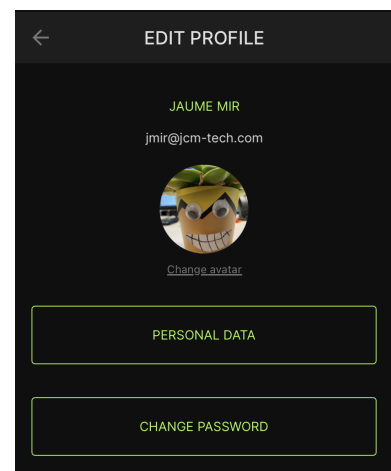 EDIT PROFILE
JAUME MIR
jmir@jcm-tech.com
Change avatar
PERSONAL DATA
CHANGE PASSWORD